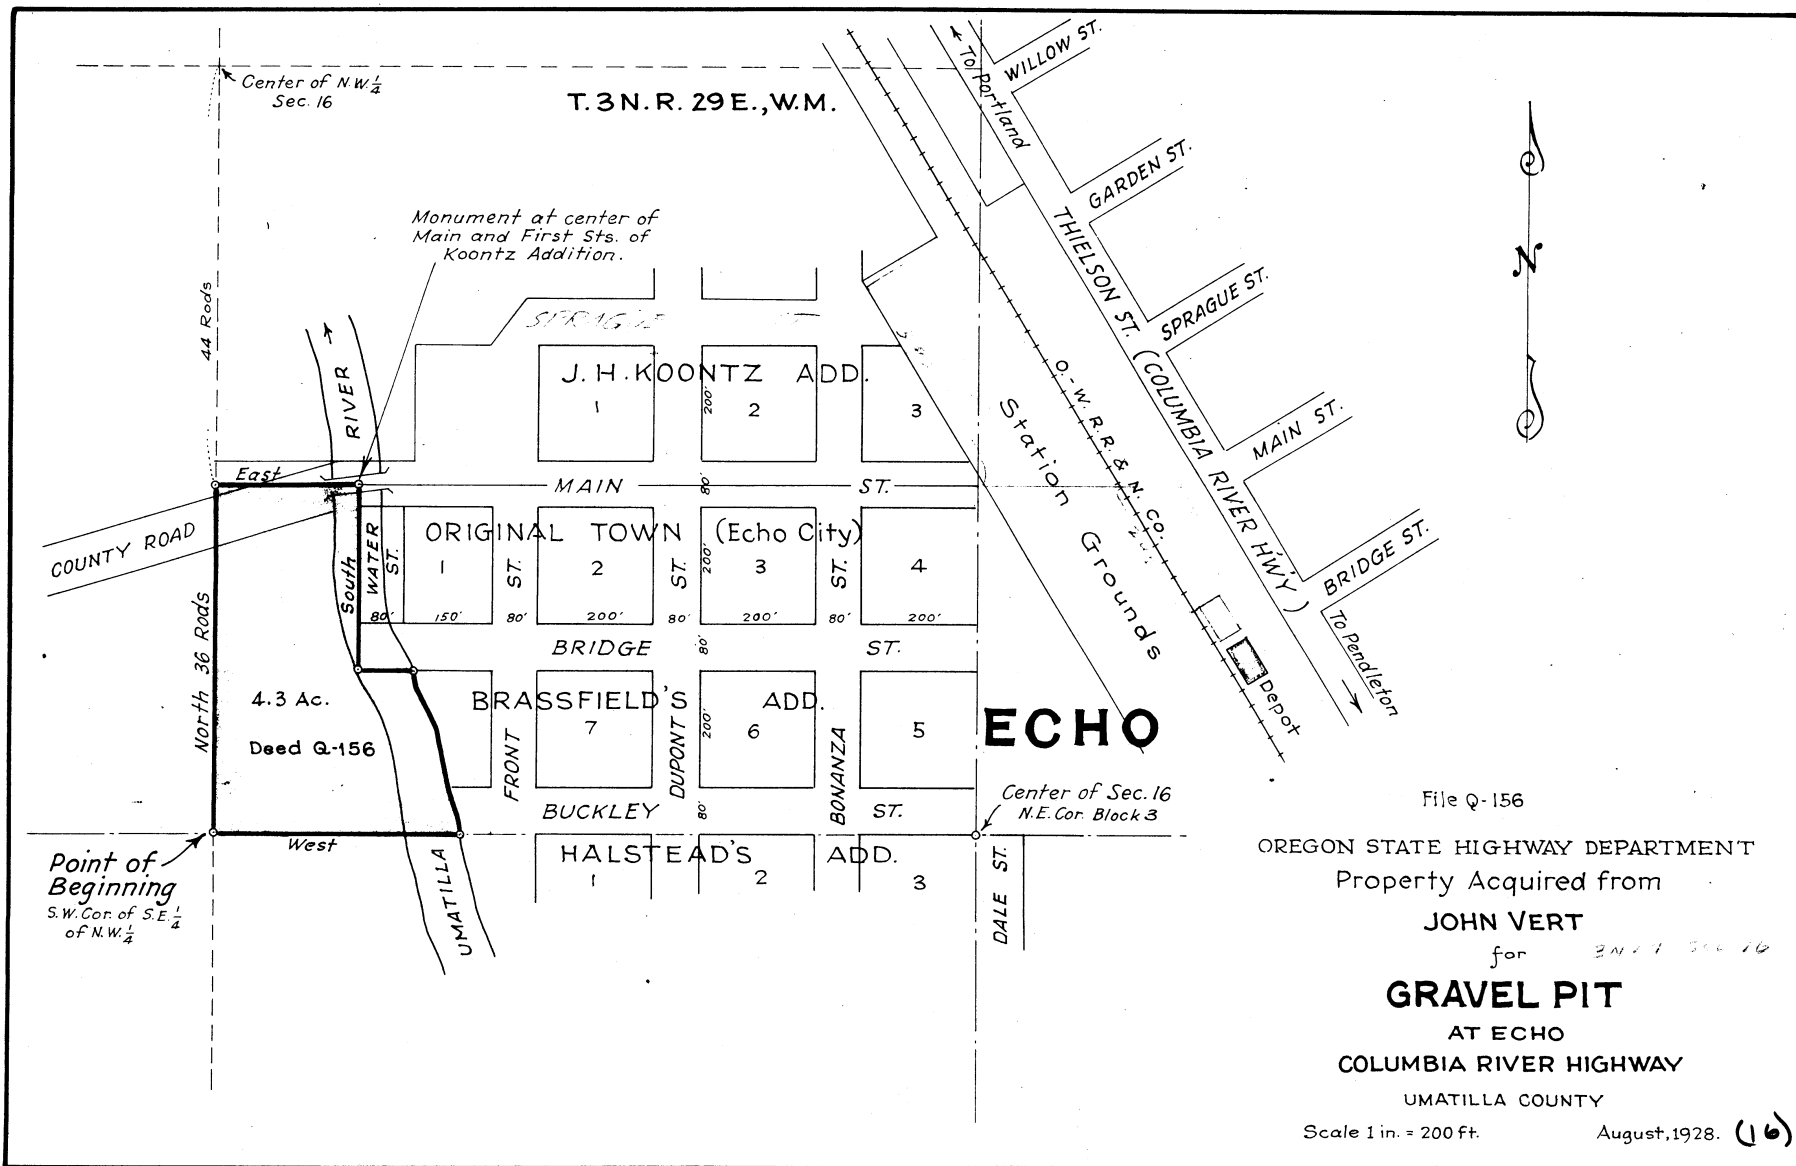 Center of N.W. 1/4
Sec. 16
T. 3 N. R. 29 E., W.M.
To Portland
WILLOW ST.
GARDEN ST.
THIELSON ST. (COLUMBIA RIVER H'W'Y)
SPRAGUE ST.
MAIN ST.
BRIDGE ST.
To Pendleton
N
Monument at center of
Main and First Sts. of
Koontz Addition.
44 Rods
RIVER
SPRAGUE ST
J. H. KOONTZ ADD.
1
200'
2
3
O.-W. R. R. & N. CO.
Station Grounds
Depot
East
MAIN ST.
80'
COUNTY ROAD
North 36 Rods
South
WATER ST.
ORIGINAL TOWN (Echo City)
1
ST.
2
ST.
200'
3
ST.
4
80'
150'
80'
200'
80'
200'
80'
200'
BRIDGE ST.
80'
4.3 Ac.
Deed Q-156
BRASSFIELD'S ADD.
FRONT
7
DUPONT
200'
6
BONANZA
5
ECHO
BUCKLEY ST.
80'
Center of Sec. 16
N.E. Cor. Block 3
West
Point of
Beginning
S.W. Cor. of S.E. 1/4
of N.W. 1/4
UMATILLA
HALSTEAD'S ADD.
1
2
3
DALE ST.
File Q-156
OREGON STATE HIGHWAY DEPARTMENT
Property Acquired from
JOHN VERT
for
GRAVEL PIT
AT ECHO
COLUMBIA RIVER HIGHWAY
UMATILLA COUNTY
Scale 1 in. = 200 ft.
August, 1928. (16)